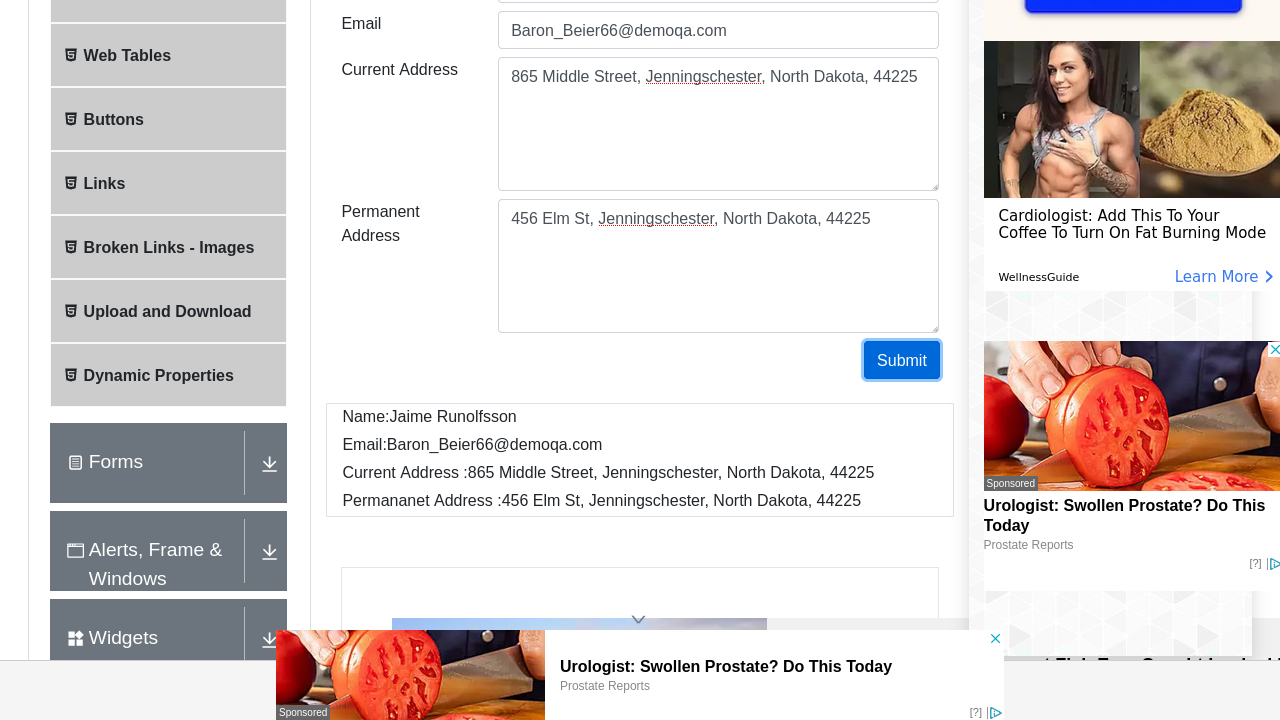 Web Tables
Buttons
Links
Broken Links - Images
Upload and Download
Dynamic Properties
Forms
Alerts, Frame &
Windows
Widgets
Email
Baron_Beier66@demoqa.com
Current Address
865 Middle Street, Jenningschester, North Dakota, 44225
Permanent
Address
456 Elm St, Jenningschester, North Dakota, 44225
Submit
Name:Jaime Runolfsson
Email:Baron_Beier66@demoqa.com
Current Address :865 Middle Street, Jenningschester, North Dakota, 44225
Permananet Address :456 Elm St, Jenningschester, North Dakota, 44225
Cardiologist: Add This To Your
Coffee To Turn On Fat Burning Mode
WellnessGuide
Learn More
Sponsored
Urologist: Swollen Prostate? Do This
Today
Prostate Reports
[?]
Sponsored
Urologist: Swollen Prostate? Do This Today
Prostate Reports
[?]